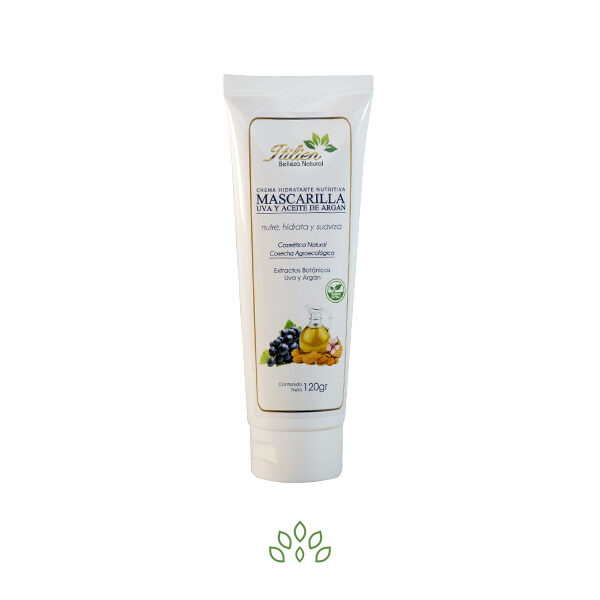 Itilien
Belleza Natural
CREMA HIDRATANTE NUTRITIVA
MASCARILLA
UVA Y ACEITE DE ARGAN
nutre, hidrata y suaviza
Cosmética Natural
Cosecha Agroecológica
Extractos Botánicos
Uva y Argán
Contenido
Neto 120gr